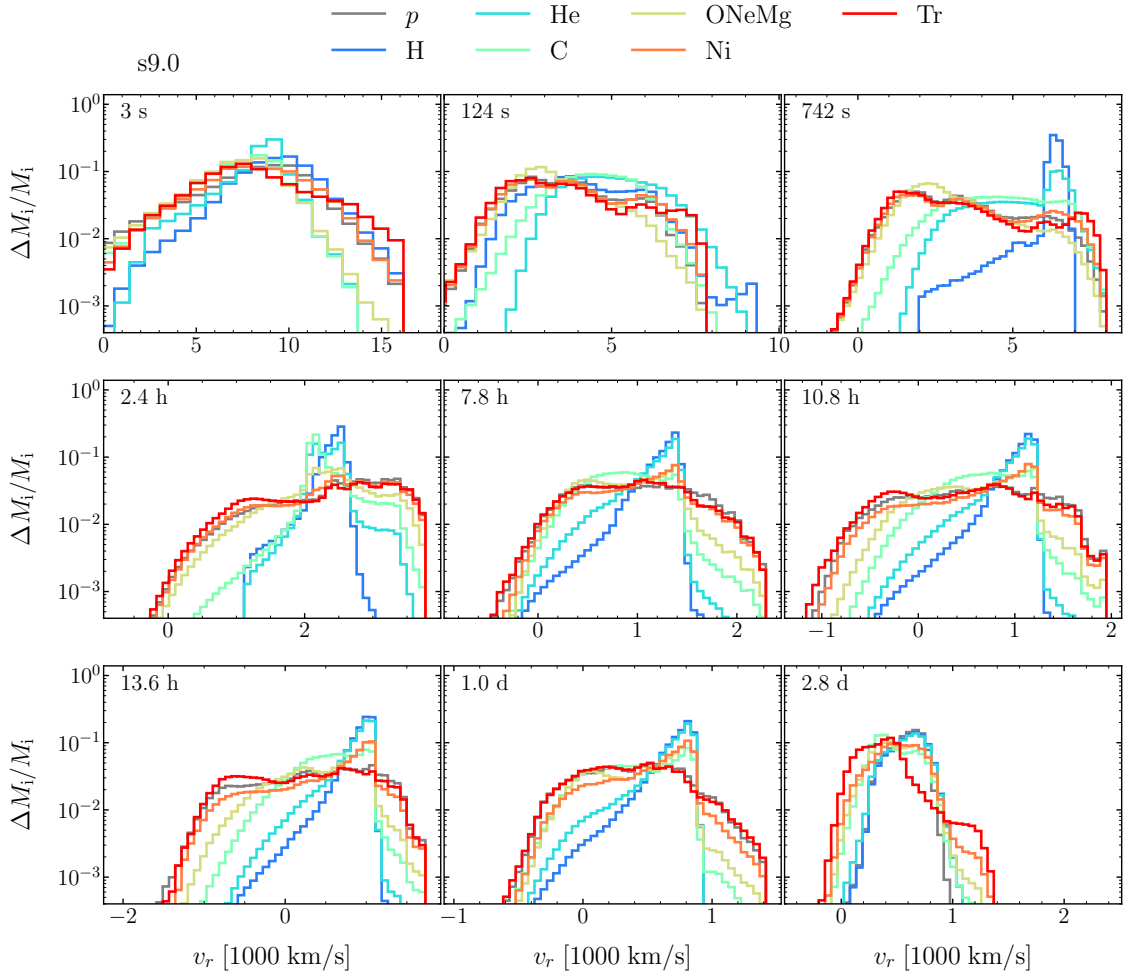 p He ONeMg Tr
H C Ni
s9.0
3 s 124 s 742 s
10⁰
10⁻¹
10⁻²
10⁻³
ΔMᵢ/Mᵢ
0 5 10 15 0 5 10 0 5
2.4 h 7.8 h 10.8 h
10⁰
10⁻¹
10⁻²
10⁻³
ΔMᵢ/Mᵢ
0 2 0 1 2 −1 0 1 2
13.6 h 1.0 d 2.8 d
10⁰
10⁻¹
10⁻²
10⁻³
ΔMᵢ/Mᵢ
−2 0 −1 0 1 0 1 2
vᵣ [1000 km/s] vᵣ [1000 km/s] vᵣ [1000 km/s]